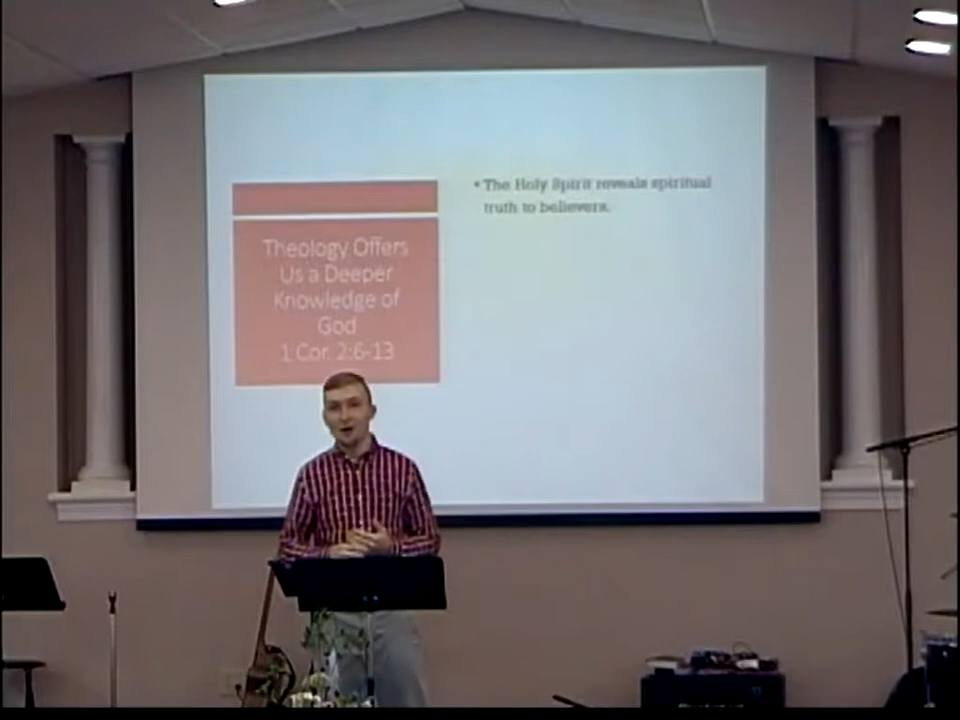 Theology Offers
Us a Deeper
Knowledge of
God
1 Cor. 2:6-13
• The Holy Spirit reveals spiritual
truth to believers.